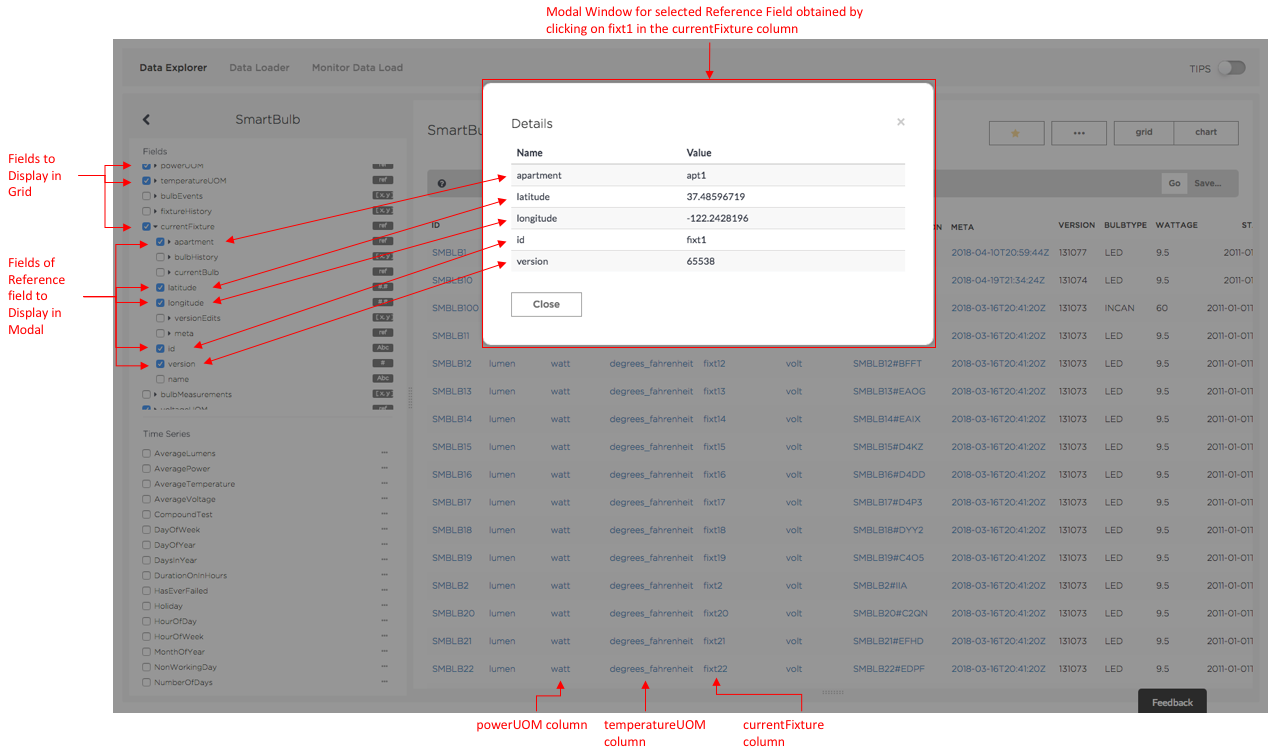 Modal Window for selected Reference Field obtained by
clicking on fixt1 in the currentFixture column
Data Explorer Data Loader Monitor Data Load
TIPS
SmartBulb
Fields
Fields to
Display in
Grid
Fields of
Reference
field to
Display in
Modal
powerUOM ref
temperatureUOM ref
bulbEvents
fixtureHistory
currentFixture ref
apartment ref
bulbHistory
currentBulb ref
latitude #.#
longitude #.#
versionEdits
meta ref
id Abc
version #
name Abc
bulbMeasurements
voltageUOM ref
Time Series
AverageLumens ...
AveragePower ...
AverageTemperature ...
AverageVoltage ...
CompoundTest ...
DayOfWeek ...
DayOfYear ...
DaysInYear ...
DurationOnInHours ...
HasEverFailed ...
Holiday ...
HourOfDay ...
HourOfWeek ...
MonthOfYear ...
NonWorkingDay ...
NumberOfDays ...
SmartBu
Details ×
Name Value
apartment apt1
latitude 37.48596719
longitude -122.2428196
id fixt1
version 65538
Close
... grid chart
? Go Save...
ID ON META VERSION BULBTYPE WATTAGE ST
SMBLB1 2018-04-10T20:59:44Z 131077 LED 9.5 2011-01
SMBLB10 2018-04-19T21:34:24Z 131074 LED 9.5 2011-01
SMBLB100 2018-03-16T20:41:20Z 131073 INCAN 60 2011-01-01T
SMBLB11 2018-03-16T20:41:20Z 131073 LED 9.5 2011-01-01T
SMBLB12 lumen watt degrees_fahrenheit fixt12 volt SMBLB12#BFFT 2018-03-16T20:41:20Z 131073 LED 9.5 2011-01-01T
SMBLB13 lumen watt degrees_fahrenheit fixt13 volt SMBLB13#EAOG 2018-03-16T20:41:20Z 131073 LED 9.5 2011-01-01T
SMBLB14 lumen watt degrees_fahrenheit fixt14 volt SMBLB14#EAIX 2018-03-16T20:41:20Z 131073 LED 9.5 2011-01-01T
SMBLB15 lumen watt degrees_fahrenheit fixt15 volt SMBLB15#D4KZ 2018-03-16T20:41:20Z 131073 LED 9.5 2011-01-01T
SMBLB16 lumen watt degrees_fahrenheit fixt16 volt SMBLB16#D4DD 2018-03-16T20:41:20Z 131073 LED 9.5 2011-01-01T
SMBLB17 lumen watt degrees_fahrenheit fixt17 volt SMBLB17#D4P3 2018-03-16T20:41:20Z 131073 LED 9.5 2011-01-01T
SMBLB18 lumen watt degrees_fahrenheit fixt18 volt SMBLB18#DYY2 2018-03-16T20:41:20Z 131073 LED 9.5 2011-01-01T
SMBLB19 lumen watt degrees_fahrenheit fixt19 volt SMBLB19#C4O5 2018-03-16T20:41:20Z 131073 LED 9.5 2011-01-01T
SMBLB2 lumen watt degrees_fahrenheit fixt2 volt SMBLB2#IIA 2018-03-16T20:41:20Z 131073 LED 9.5 2011-01-01T
SMBLB20 lumen watt degrees_fahrenheit fixt20 volt SMBLB20#C2QN 2018-03-16T20:41:20Z 131073 LED 9.5 2011-01-01T
SMBLB21 lumen watt degrees_fahrenheit fixt21 volt SMBLB21#EFHD 2018-03-16T20:41:20Z 131073 LED 9.5 2011-01-01T
SMBLB22 lumen watt degrees_fahrenheit fixt22 volt SMBLB22#EDPF 2018-03-16T20:41:20Z 131073 LED 9.5 2011-01-01T
Feedback
powerUOM column
temperatureUOM
column
currentFixture
column